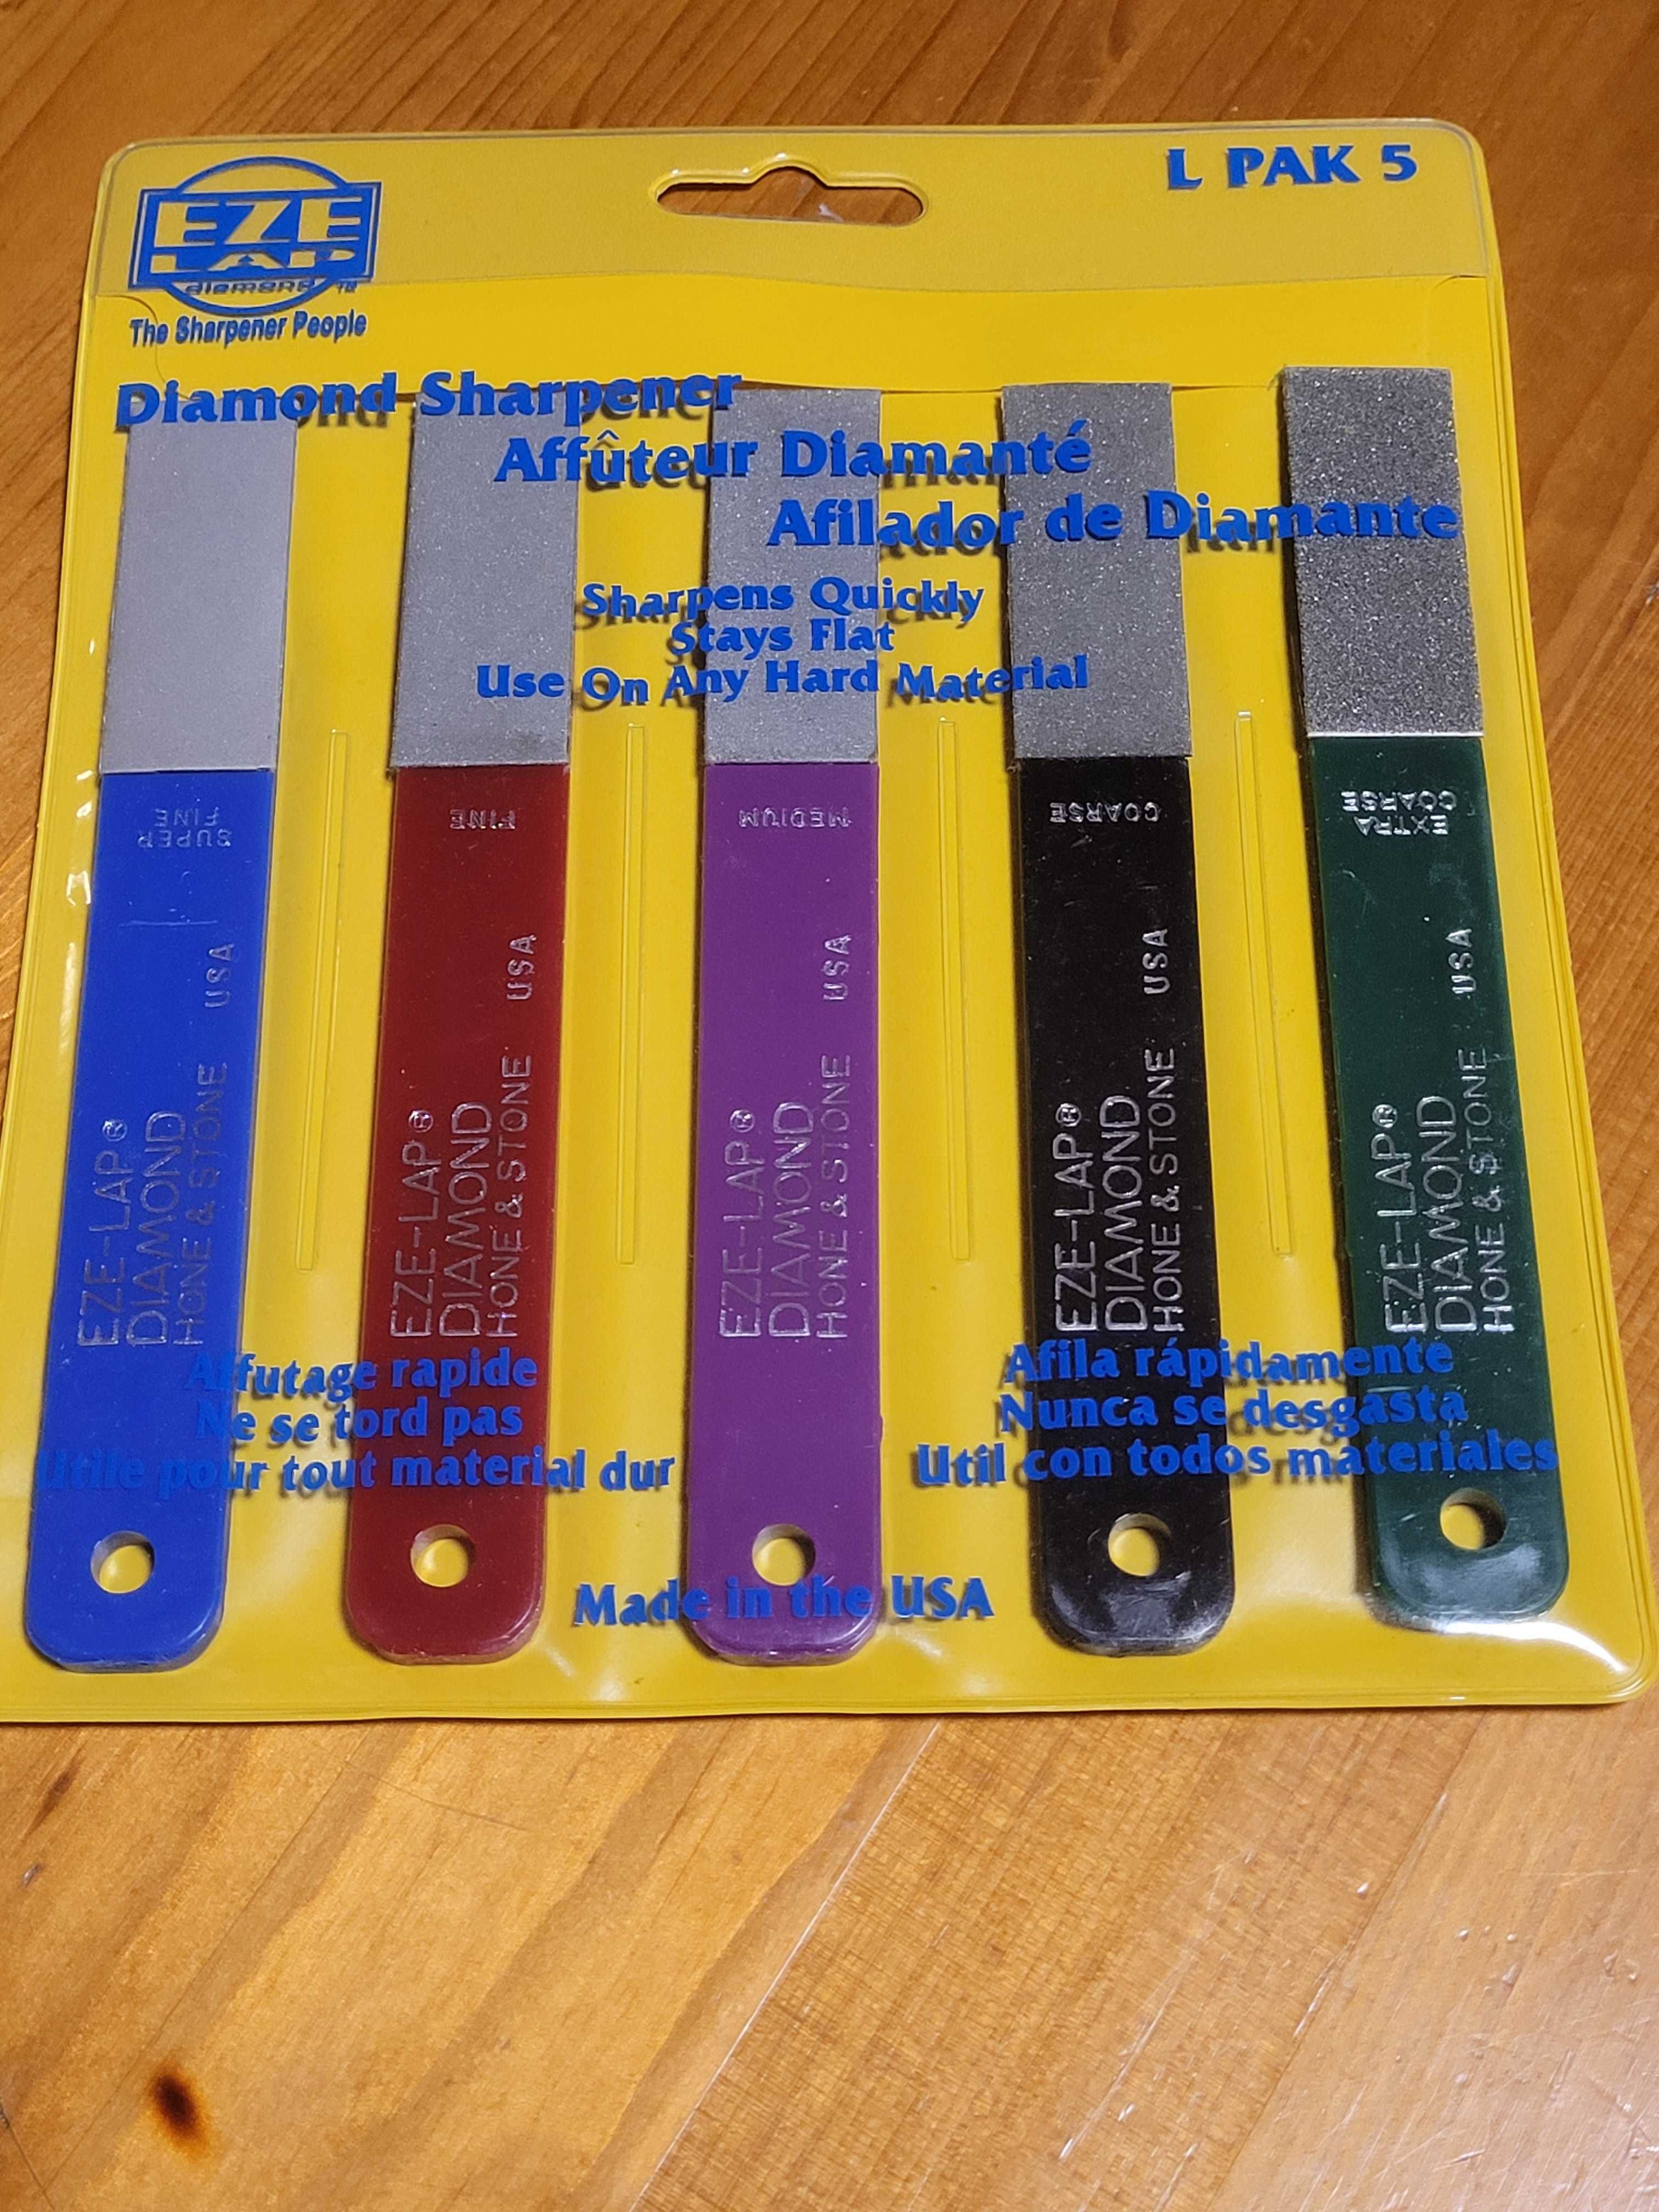 EZE
LAP
diamond TM
The Sharpener People
L PAK 5
Diamond Sharpener
Affûteur Diamanté
Afilador de Diamante
Sharpens Quickly
Stays Flat
Use On Any Hard Material
SUPER
FINE
USA
EZE-LAP®
DIAMOND
HONE & STONE
FINE
USA
EZE-LAP®
DIAMOND
HONE & STONE
MEDIUM
USA
EZE-LAP®
DIAMOND
HONE & STONE
COARSE
USA
EZE-LAP®
DIAMOND
HONE & STONE
EXTRA
COARSE
USA
EZE-LAP®
DIAMOND
HONE & STONE
Affutage rapide
Ne se tord pas
Utile pour tout material dur
Afila rápidamente
Nunca se desgasta
Util con todos materiales
Made in the USA